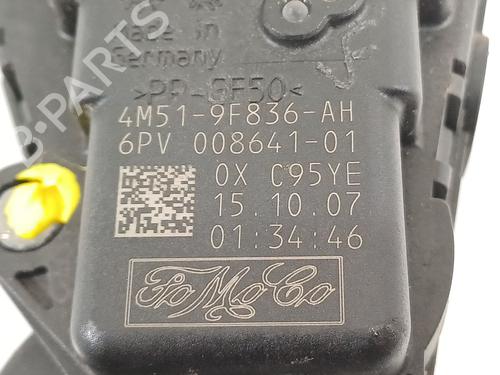 Made in
Germany
>PP-GF50<
4M51-9F836-AH
6PV 008641-01
0X C95YE
15.10.07
01:34:46
FoMoCo
B-PARTS